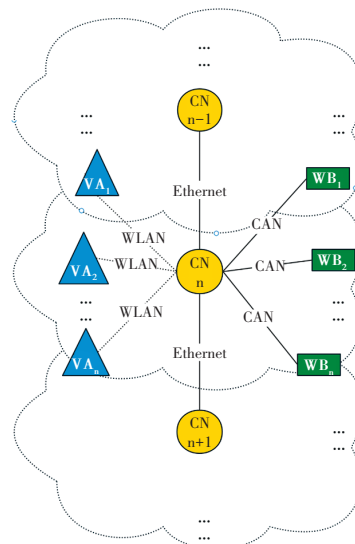 ...
...
CN
n−1
...
...
...
...
VA1
Ethernet
WB1
WLAN
CAN
VA2
WLAN
CN
n
CAN
WB2
...
...
WLAN
CAN
...
...
VAn
Ethernet
WBn
CN
n+1
...
...
...
...